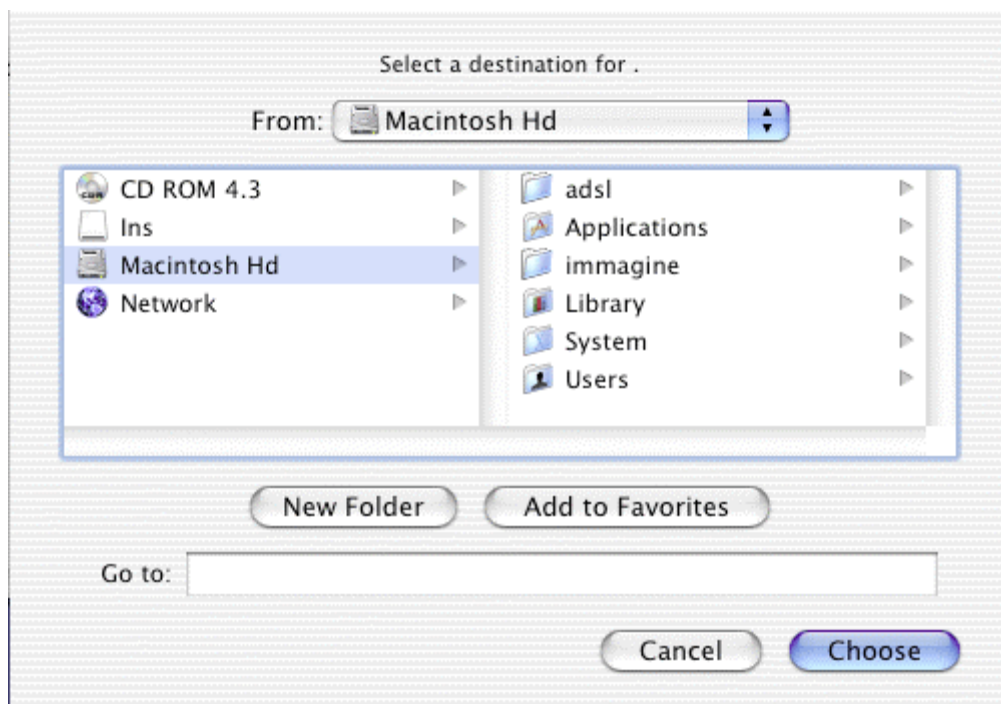 Select a destination for .
From: Macintosh Hd
CD ROM 4.3
Ins
Macintosh Hd
Network
adsl
Applications
immagine
Library
System
Users
New Folder Add to Favorites
Go to:
Cancel Choose